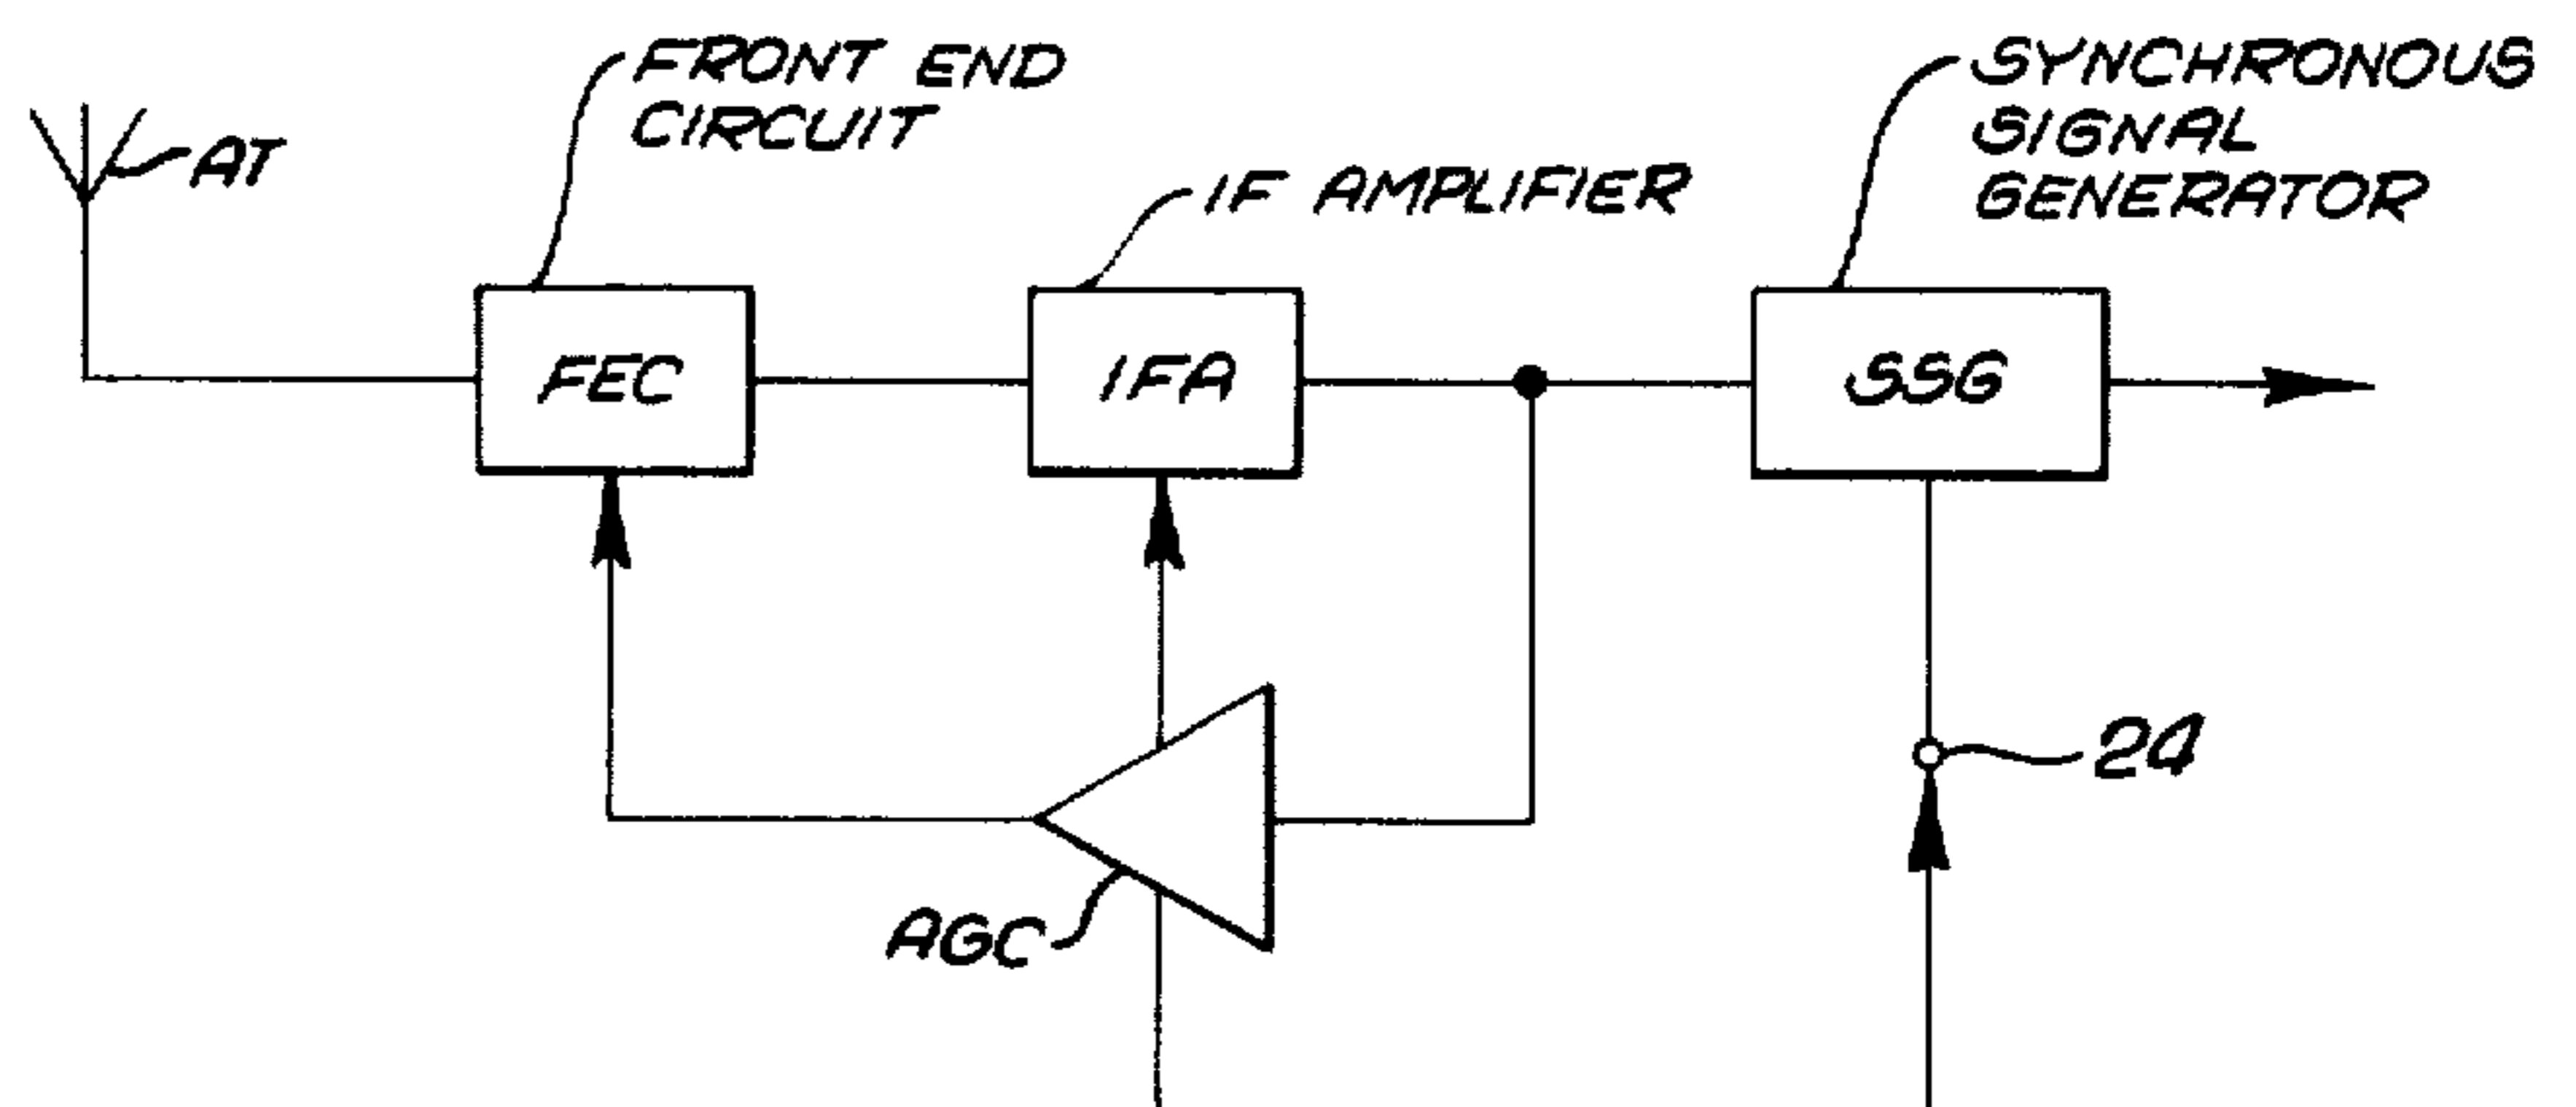 FRONT END
CIRCUIT
SYNCHRONOUS
SIGNAL
GENERATOR
AT
IF AMPLIFIER
FEC
IFA
SSG
24
AGC